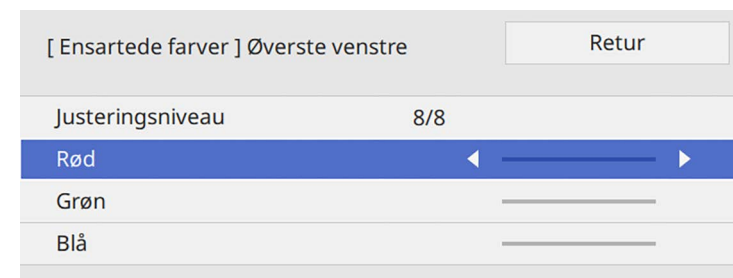 [ Ensartede farver ] Øverste venstre Retur
Justeringsniveau 8/8
Rød
Grøn
Blå